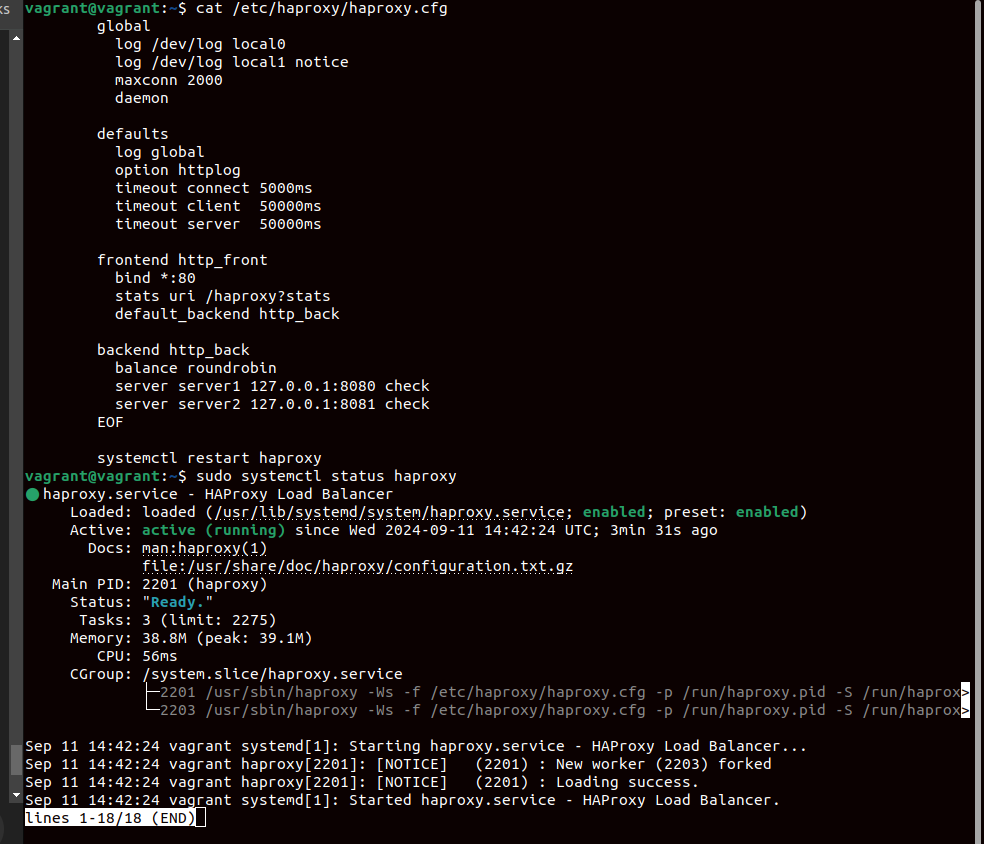 ks
vagrant@vagrant:~$ cat /etc/haproxy/haproxy.cfg
        global
          log /dev/log local0
          log /dev/log local1 notice
          maxconn 2000
          daemon

        defaults
          log global
          option httplog
          timeout connect 5000ms
          timeout client  50000ms
          timeout server  50000ms

        frontend http_front
          bind *:80
          stats uri /haproxy?stats
          default_backend http_back

        backend http_back
          balance roundrobin
          server server1 127.0.0.1:8080 check
          server server2 127.0.0.1:8081 check
        EOF

        systemctl restart haproxy
vagrant@vagrant:~$ sudo systemctl status haproxy
● haproxy.service - HAProxy Load Balancer
     Loaded: loaded (/usr/lib/systemd/system/haproxy.service; enabled; preset: enabled)
     Active: active (running) since Wed 2024-09-11 14:42:24 UTC; 3min 31s ago
       Docs: man:haproxy(1)
             file:/usr/share/doc/haproxy/configuration.txt.gz
   Main PID: 2201 (haproxy)
     Status: "Ready."
      Tasks: 3 (limit: 2275)
     Memory: 38.8M (peak: 39.1M)
        CPU: 56ms
     CGroup: /system.slice/haproxy.service
             ├─2201 /usr/sbin/haproxy -Ws -f /etc/haproxy/haproxy.cfg -p /run/haproxy.pid -S /run/haprox>
             └─2203 /usr/sbin/haproxy -Ws -f /etc/haproxy/haproxy.cfg -p /run/haproxy.pid -S /run/haprox>

Sep 11 14:42:24 vagrant systemd[1]: Starting haproxy.service - HAProxy Load Balancer...
Sep 11 14:42:24 vagrant haproxy[2201]: [NOTICE]   (2201) : New worker (2203) forked
Sep 11 14:42:24 vagrant haproxy[2201]: [NOTICE]   (2201) : Loading success.
Sep 11 14:42:24 vagrant systemd[1]: Started haproxy.service - HAProxy Load Balancer.
lines 1-18/18 (END)